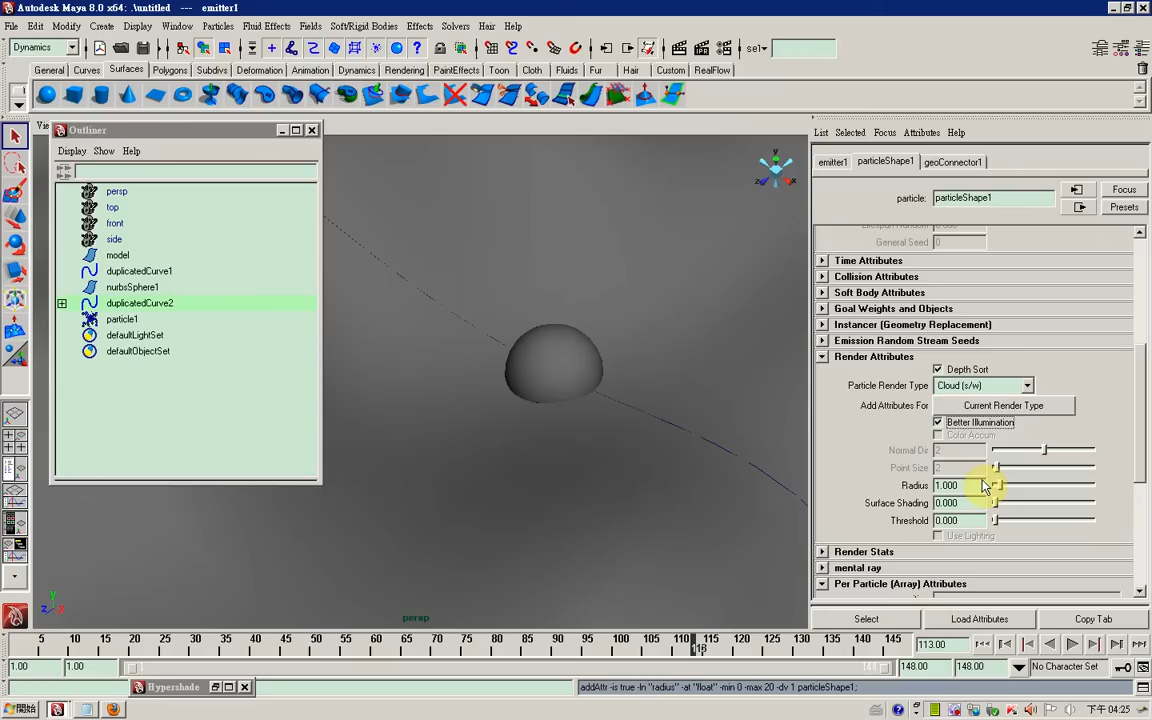 Autodesk Maya 8.0 x64: .\untitled --- emitter1
File Edit Modify Create Display Window Particles Fluid Effects Fields Soft/Rigid Bodies Effects Solvers Hair Help
Dynamics sel
General Curves Surfaces Polygons Subdivs Deformation Animation Dynamics Rendering PaintEffects Toon Cloth Fluids Fur Hair Custom RealFlow
Outliner
Display Show Help
persp
top
front
side
model
duplicatedCurve1
nurbsSphere1
duplicatedCurve2
particle1
defaultLightSet
defaultObjectSet
y
z x
y
z x
persp
List Selected Focus Attributes Help
emitter1 particleShape1 geoConnector1
particle: particleShape1
Focus
Presets
General Seed 0
Time Attributes
Collision Attributes
Soft Body Attributes
Goal Weights and Objects
Instancer (Geometry Replacement)
Emission Random Stream Seeds
Render Attributes
Depth Sort
Particle Render Type Cloud (s/w)
Add Attributes For Current Render Type
Better Illumination
Color Accum
Normal Dir 2
Point Size 2
Radius 1.000
Surface Shading 0.000
Threshold 0.000
Use Lighting
Render Stats
mental ray
Per Particle (Array) Attributes
Select Load Attributes Copy Tab
5 10 15 20 25 30 35 40 45 50 55 60 65 70 75 80 85 90 95 100 105 110 115 120 125 130 135 140 145
113.00
1.00 1.00 1 148 148.00 148.00 No Character Set
Hypershade
addAttr -is true -ln "radius" -at "float" -min 0 -max 20 -dv 1 particleShape1;
開始 下午 04:25